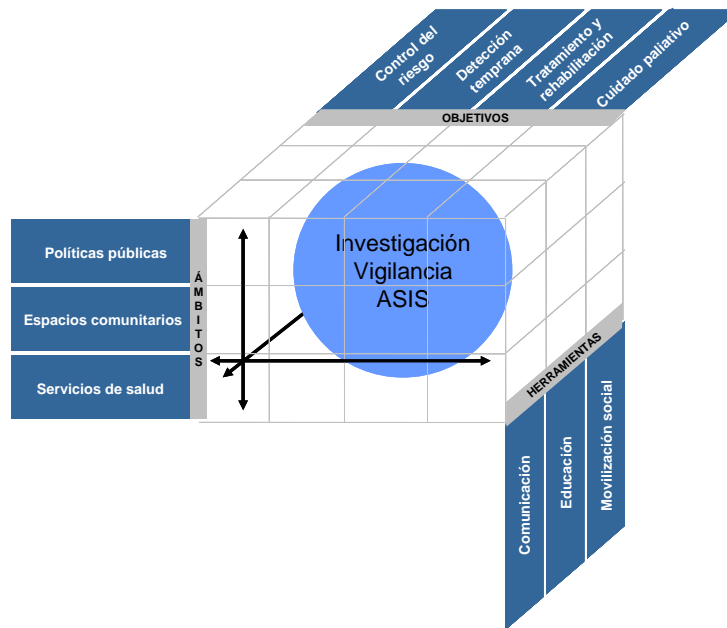 Control del
riesgo
Detección
temprana
Tratamiento y
rehabilitación
Cuidado paliativo
OBJETIVOS
Políticas públicas
Espacios comunitarios
Servicios de salud
ÁMBITOS
Investigación
Vigilancia
ASIS
HERRAMIENTAS
Comunicación
Educación
Movilización social